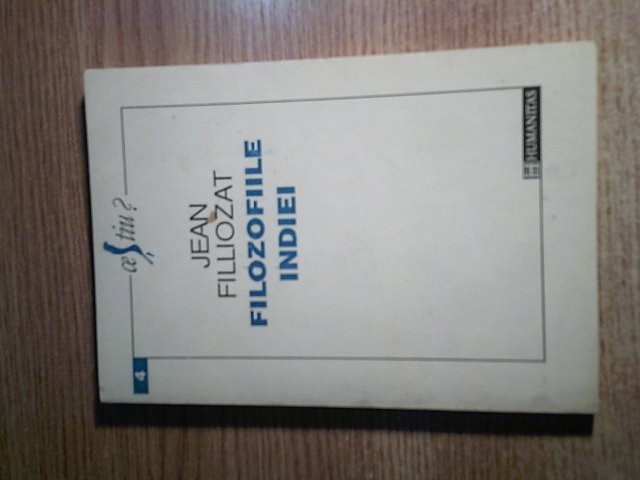 ce Știu?
JEAN
FILLIOZAT
FILOZOFIILE
INDIEI
4
HUMANITAS